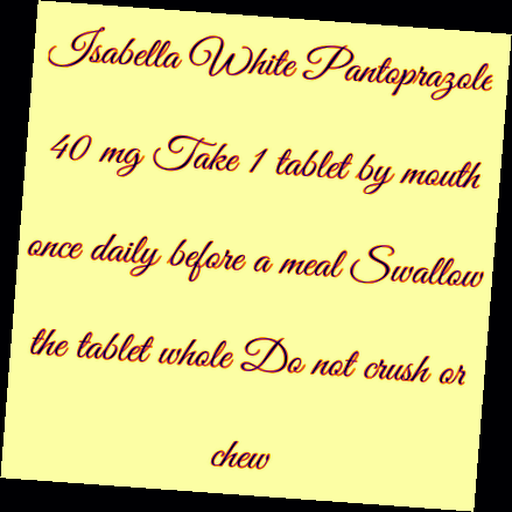 Isabella White Pantoprazole
40 mg Take 1 tablet by mouth
once daily before a meal Swallow
the tablet whole Do not crush or
chew